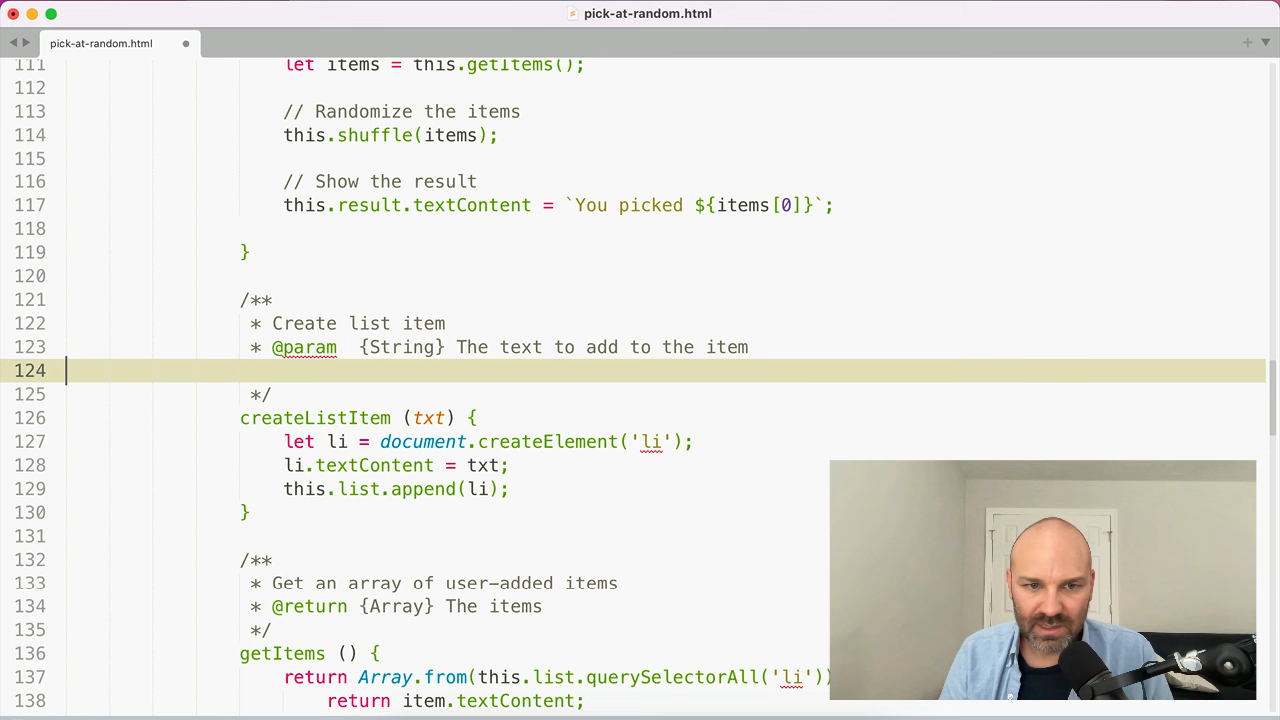 pick-at-random.html
pick-at-random.html
111 let items = this.getItems();
112
113 // Randomize the items
114 this.shuffle(items);
115
116 // Show the result
117 this.result.textContent = `You picked ${items[0]}`;
118
119 }
120
121 /**
122 * Create list item
123 * @param {String} The text to add to the item
124
125 */
126 createListItem (txt) {
127 let li = document.createElement('li');
128 li.textContent = txt;
129 this.list.append(li);
130 }
131
132 /**
133 * Get an array of user-added items
134 * @return {Array} The items
135 */
136 getItems () {
137 return Array.from(this.list.querySelectorAll('li'))
138 return item.textContent;